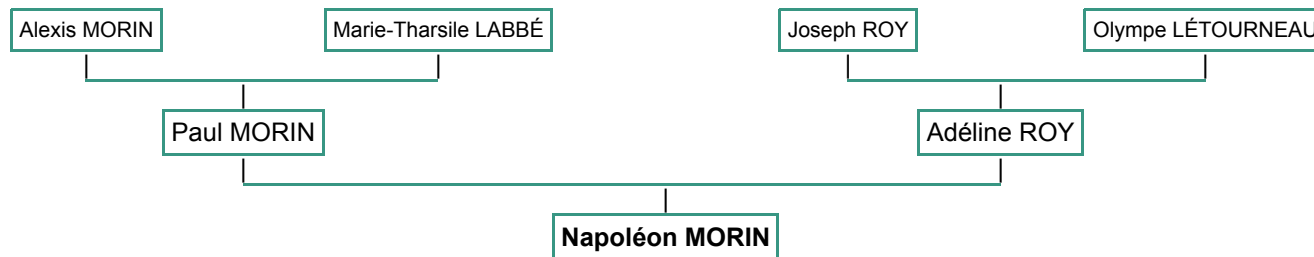 Alexis MORIN
Marie-Tharsile LABBÉ
Joseph ROY
Olympe LÉTOURNEAU
Paul MORIN
Adéline ROY
Napoléon MORIN